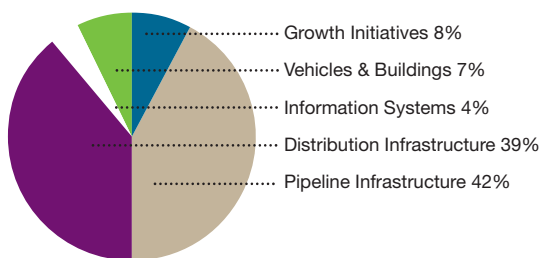 Growth Initiatives 8%
Vehicles & Buildings 7%
Information Systems 4%
Distribution Infrastructure 39%
Pipeline Infrastructure 42%